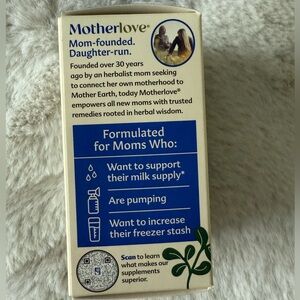 Motherlove®
Mom-founded.
Daughter-run.
Founded over 30 years
ago by an herbalist mom seeking
to connect her own motherhood to
Mother Earth, today Motherlove®
empowers all new moms with trusted
remedies rooted in herbal wisdom.
Formulated
for Moms Who:
Want to support
their milk supply*
Are pumping
Want to increase
their freezer stash
Scan to learn
what makes our
supplements
superior.